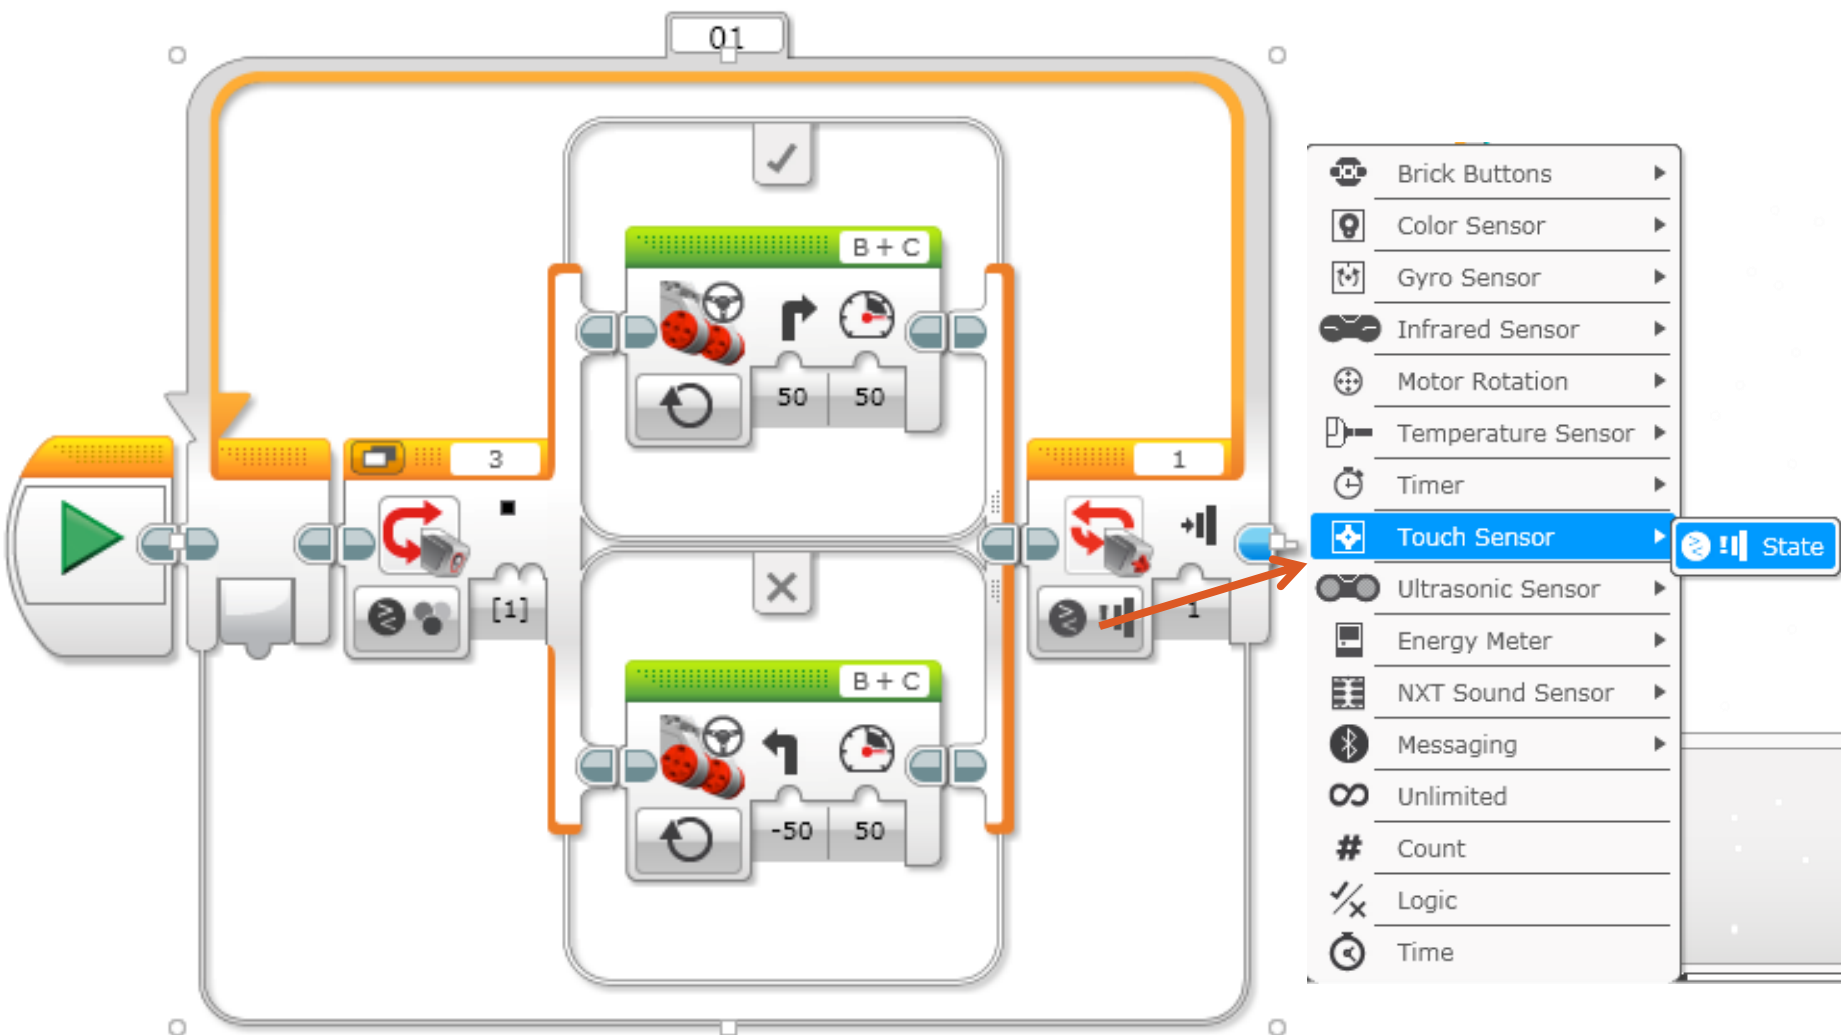 01
B + C
50 50
3
[1]
1
1
B + C
-50 50
Brick Buttons
Color Sensor
Gyro Sensor
Infrared Sensor
Motor Rotation
Temperature Sensor
Timer
Touch Sensor
State
Ultrasonic Sensor
Energy Meter
NXT Sound Sensor
Messaging
Unlimited
# Count
Logic
Time